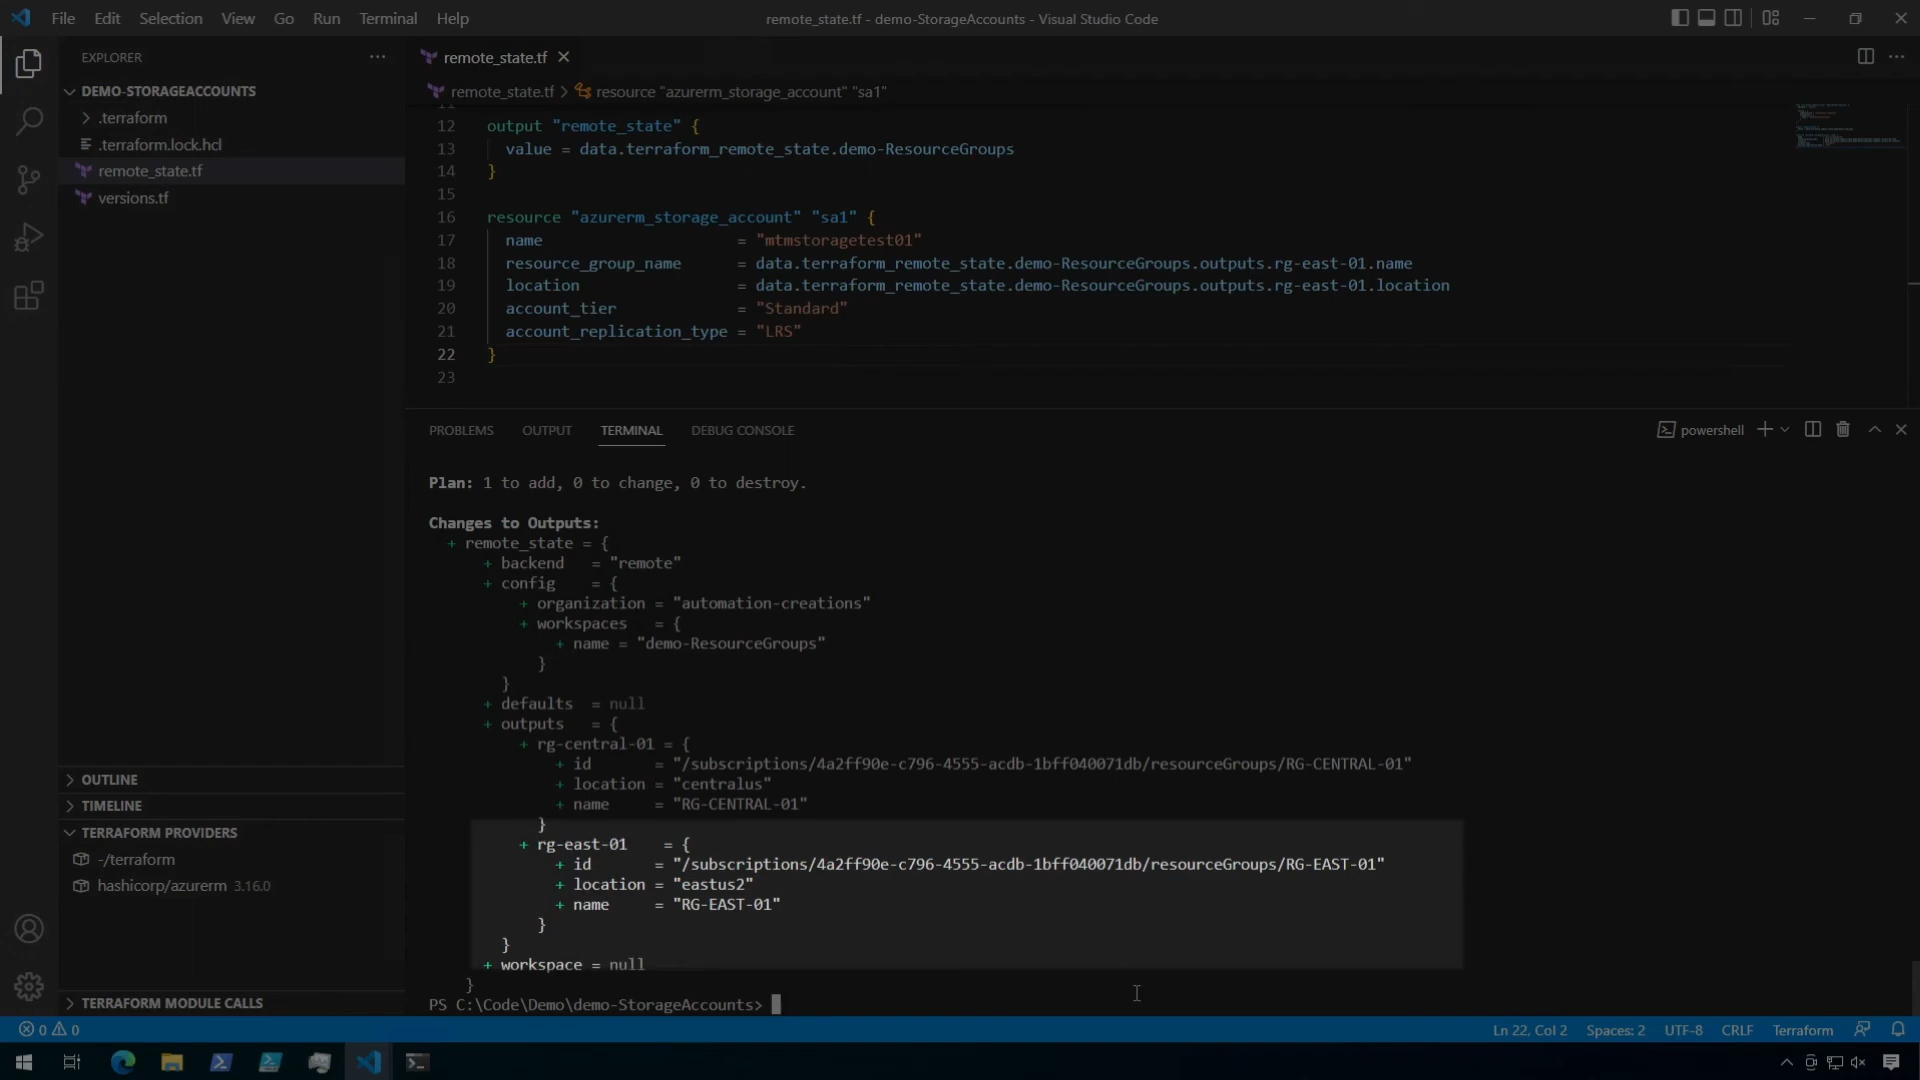 File Edit Selection View Go Run Terminal Help
remote_state.tf - demo-StorageAccounts - Visual Studio Code
EXPLORER
DEMO-STORAGEACCOUNTS
.terraform
.terraform.lock.hcl
remote_state.tf
versions.tf
OUTLINE
TIMELINE
TERRAFORM PROVIDERS
-/terraform
hashicorp/azurerm 3.16.0
TERRAFORM MODULE CALLS
remote_state.tf
remote_state.tf > resource "azurerm_storage_account" "sa1"
11
12 output "remote_state" {
13 value = data.terraform_remote_state.demo-ResourceGroups
14 }
15
16 resource "azurerm_storage_account" "sa1" {
17 name = "mtmstoragetest01"
18 resource_group_name = data.terraform_remote_state.demo-ResourceGroups.outputs.rg-east-01.name
19 location = data.terraform_remote_state.demo-ResourceGroups.outputs.rg-east-01.location
20 account_tier = "Standard"
21 account_replication_type = "LRS"
22 }
23
PROBLEMS OUTPUT TERMINAL DEBUG CONSOLE
powershell
Plan: 1 to add, 0 to change, 0 to destroy.
Changes to Outputs:
+ remote_state = {
+ backend = "remote"
+ config = {
+ organization = "automation-creations"
+ workspaces = {
+ name = "demo-ResourceGroups"
}
}
+ defaults = null
+ outputs = {
+ rg-central-01 = {
+ id = "/subscriptions/4a2ff90e-c796-4555-acdb-1bff040071db/resourceGroups/RG-CENTRAL-01"
+ location = "centralus"
+ name = "RG-CENTRAL-01"
}
+ rg-east-01 = {
+ id = "/subscriptions/4a2ff90e-c796-4555-acdb-1bff040071db/resourceGroups/RG-EAST-01"
+ location = "eastus2"
+ name = "RG-EAST-01"
}
}
+ workspace = null
}
PS C:\Code\Demo\demo-StorageAccounts>
0 0
Ln 22, Col 2 Spaces: 2 UTF-8 CRLF Terraform